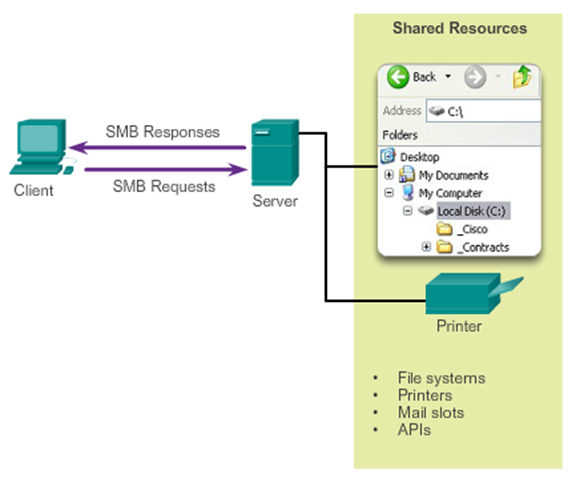 Shared Resources
Back
Address C:\
Folders
Desktop
My Documents
My Computer
Local Disk (C:)
_Cisco
_Contracts
SMB Responses
SMB Requests
Client
Server
Printer
• File systems
• Printers
• Mail slots
• APIs